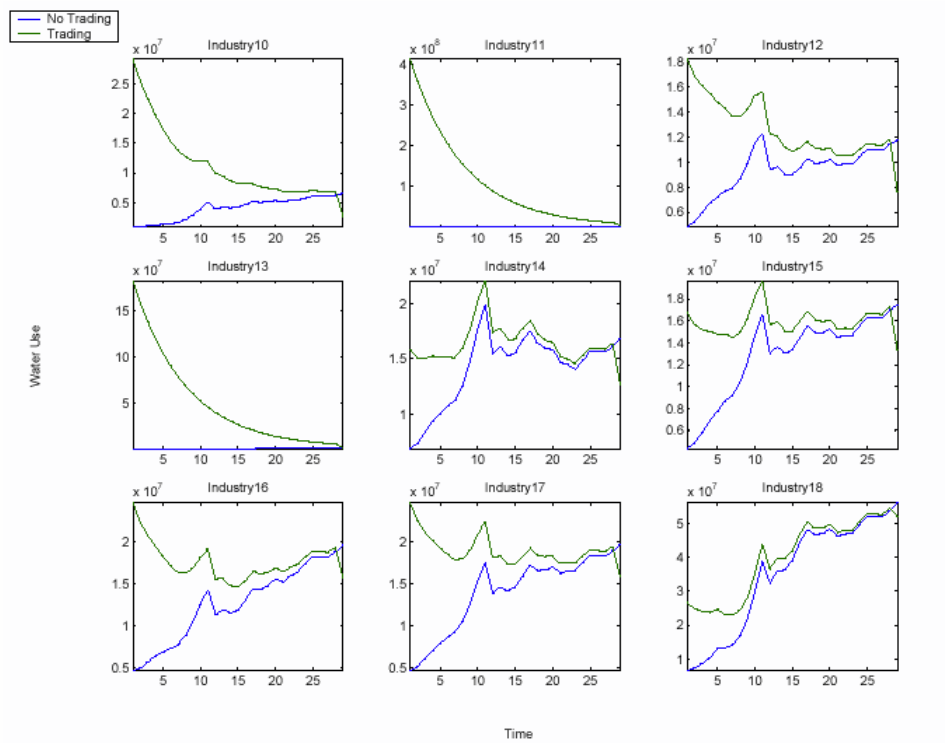 No Trading
Trading
Industry10
x 10^7
2.5
2
1.5
1
0.5
5 10 15 20 25
Industry11
x 10^8
4
3
2
1
5 10 15 20 25
Industry12
x 10^7
1.8
1.6
1.4
1.2
1
0.8
0.6
5 10 15 20 25
Industry13
x 10^7
15
10
5
5 10 15 20 25
Industry14
x 10^7
2
1.5
1
5 10 15 20 25
Industry15
x 10^7
1.8
1.6
1.4
1.2
1
0.8
0.6
5 10 15 20 25
Industry16
x 10^7
2
1.5
1
0.5
5 10 15 20 25
Industry17
x 10^7
2
1.5
1
0.5
5 10 15 20 25
Industry18
x 10^7
5
4
3
2
1
5 10 15 20 25
Water Use
Time